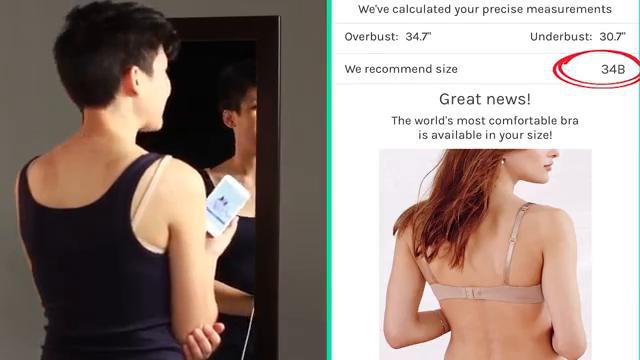 We've calculated your precise measurements
Overbust: 34.7" Underbust: 30.7"
We recommend size 34B
Great news!
The world's most comfortable bra
is available in your size!